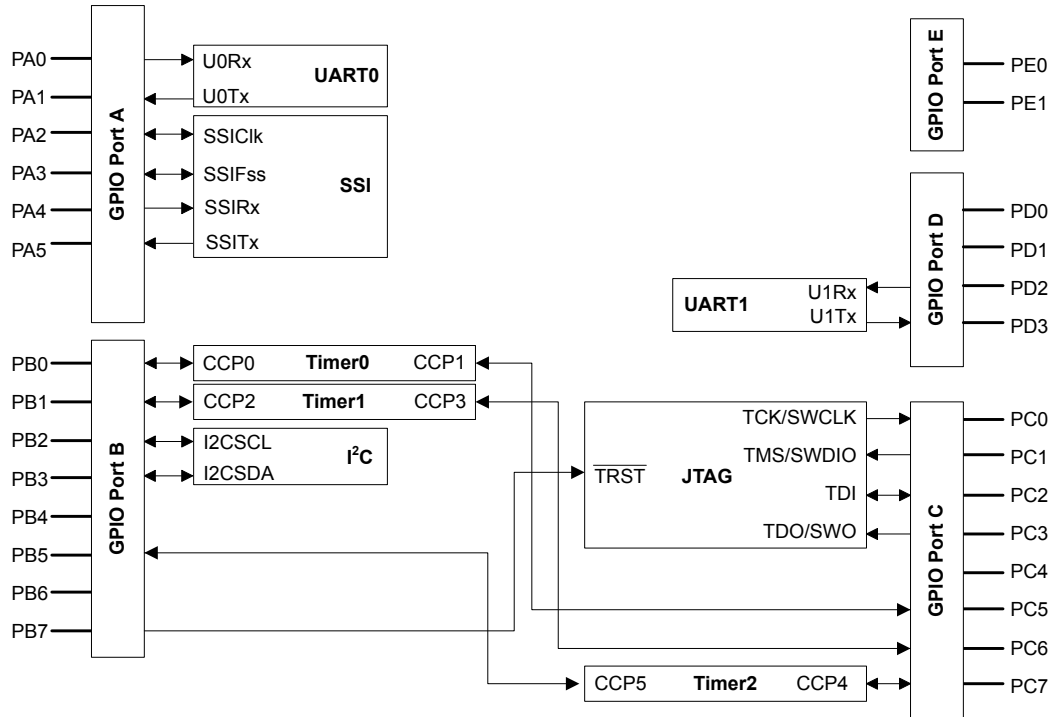 PA0
PA1
PA2
PA3
PA4
PA5
GPIO Port A
U0Rx
U0Tx
UART0
SSIClk
SSIFss
SSIRx
SSITx
SSI
GPIO Port E
PE0
PE1
GPIO Port D
PD0
PD1
PD2
PD3
UART1
U1Rx
U1Tx
PB0
PB1
PB2
PB3
PB4
PB5
PB6
PB7
GPIO Port B
CCP0 Timer0 CCP1
CCP2 Timer1 CCP3
I2CSCL
I2CSDA
I²C
TRST
JTAG
TCK/SWCLK
TMS/SWDIO
TDI
TDO/SWO
GPIO Port C
PC0
PC1
PC2
PC3
PC4
PC5
PC6
PC7
CCP5 Timer2 CCP4